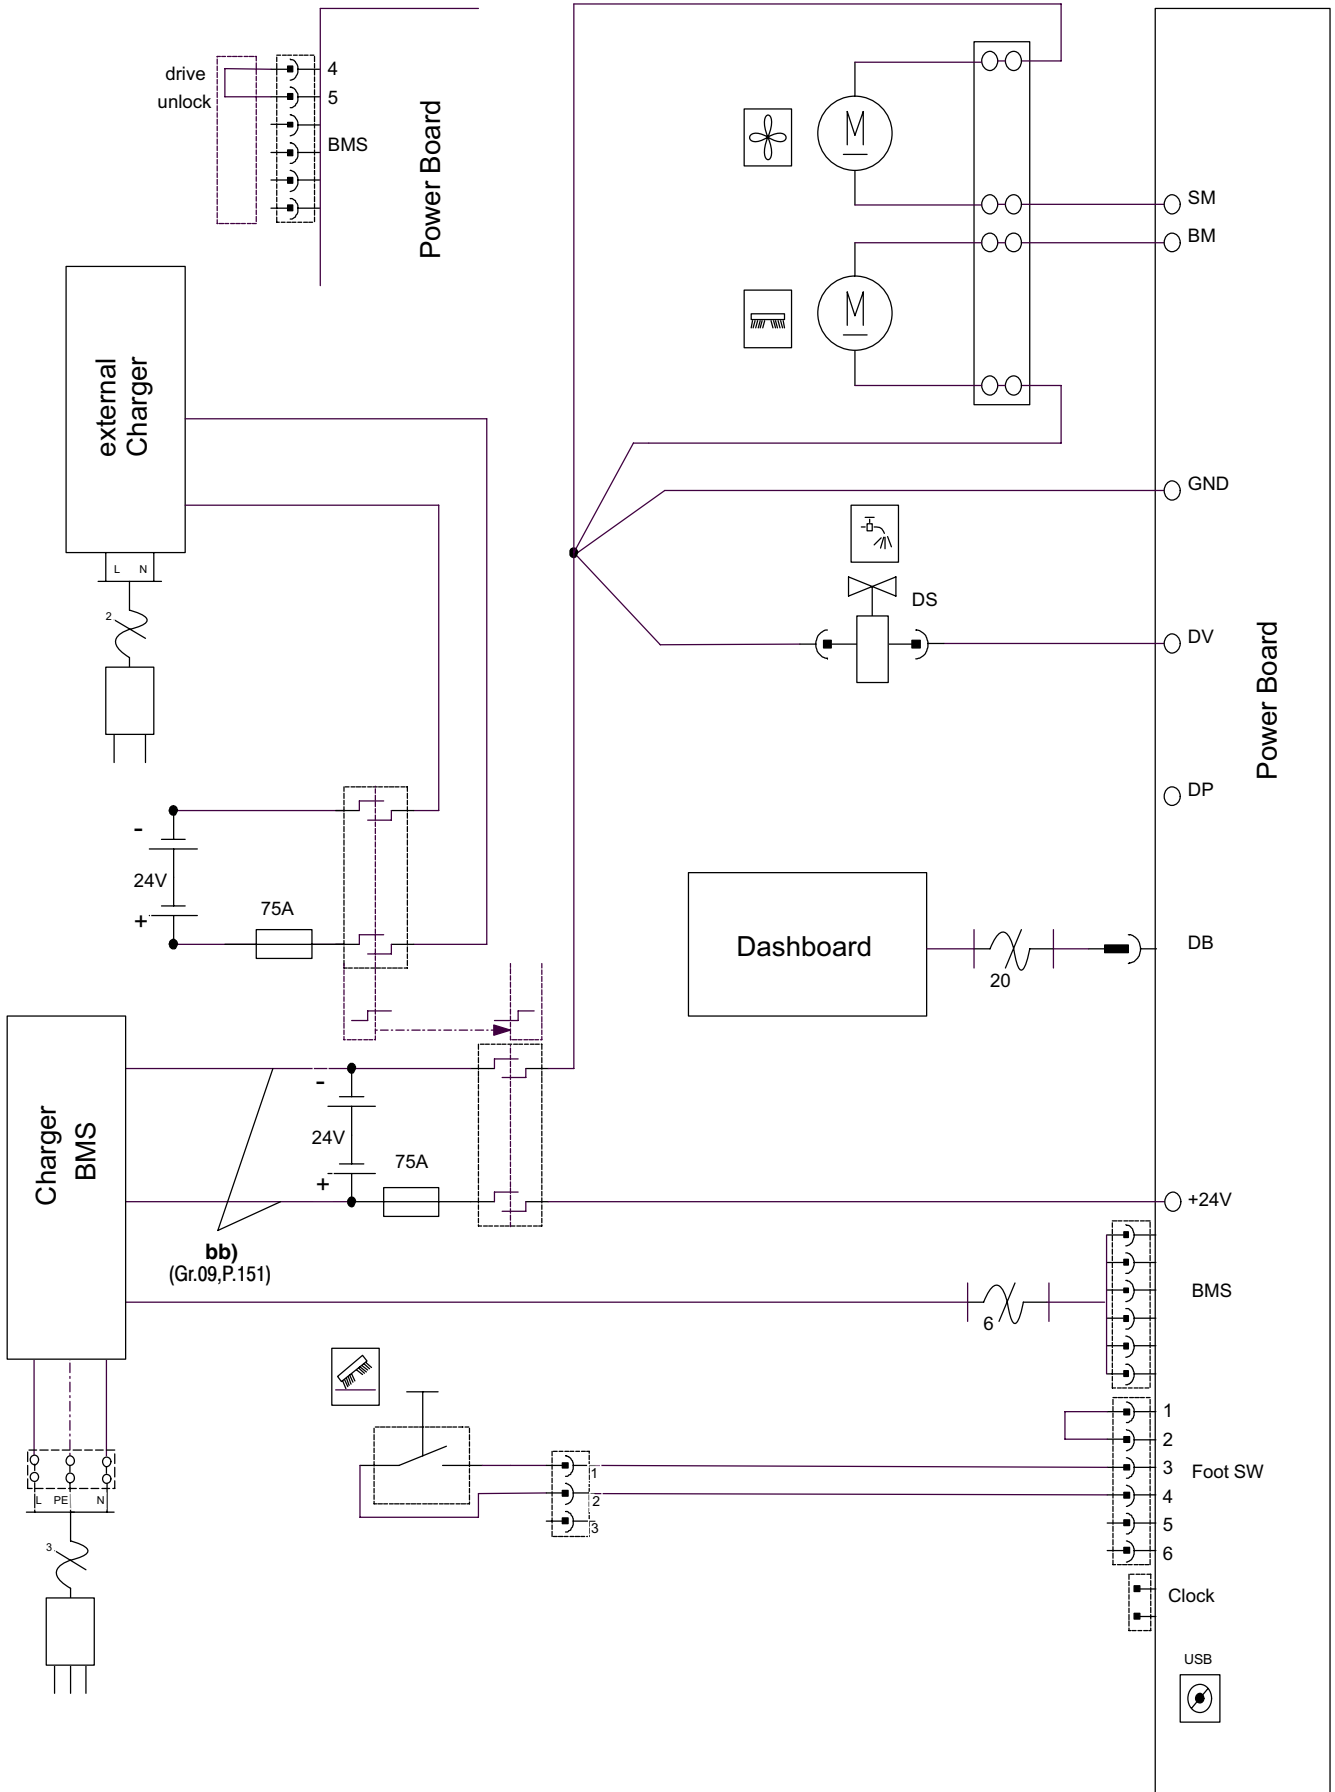 drive
unlock
4
5
BMS
Power Board
M
SM
BM
M
external
Charger
L N
2
GND
DS
DV
Power Board
DP
-
24V
+
75A
Dashboard
20
DB
Charger
BMS
-
24V
+
75A
+24V
bb)
(Gr.09,P.151)
6
BMS
1
2
3
4
5
6
Foot SW
1
2
3
L PE N
3
Clock
USB